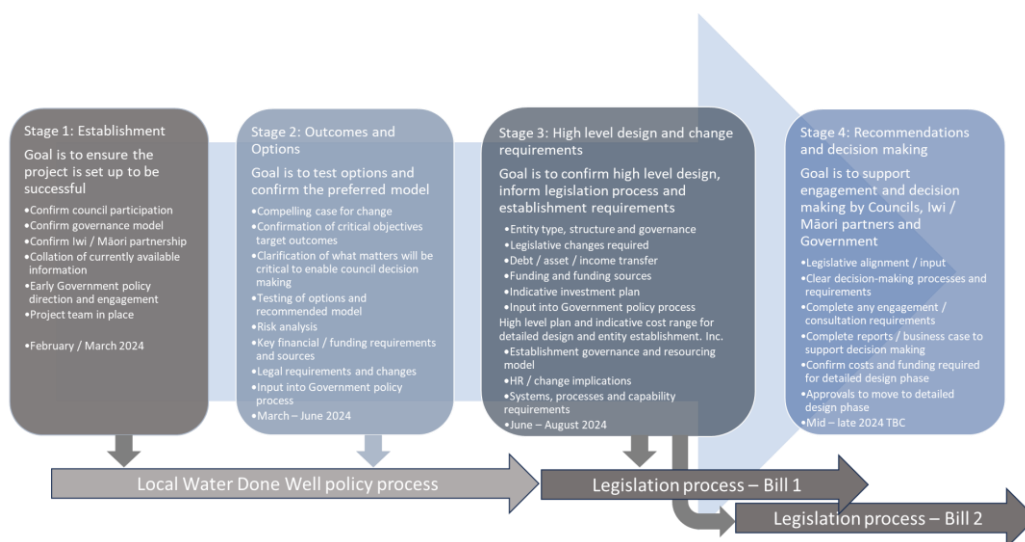 Stage 1: Establishment
Goal is to ensure the
project is set up to be
successful
•Confirm council participation
•Confirm governance model
•Confirm Iwi / Māori partnership
•Collation of currently available
information
•Early Government policy
direction and engagement
•Project team in place
•February / March 2024
Stage 2: Outcomes and
Options
Goal is to test options and
confirm the preferred model
•Compelling case for change
•Confirmation of critical objectives
target outcomes
•Clarification of what matters will be
critical to enable council decision
making
•Testing of options and
recommended model
•Risk analysis
•Key financial / funding requirements
and sources
•Legal requirements and changes
•Input into Government policy
process
•March – June 2024
Stage 3: High level design and change
requirements
Goal is to confirm high level design,
inform legislation process and
establishment requirements
•Entity type, structure and governance
•Legislative changes required
•Debt / asset / income transfer
•Funding and funding sources
•Indicative investment plan
•Input into Government policy process
High level plan and indicative cost range for
detailed design and entity establishment. Inc.
•Establishment governance and resourcing
model
•HR / change implications
•Systems, processes and capability
requirements
•June – August 2024
Stage 4: Recommendations
and decision making
Goal is to support
engagement and decision
making by Councils, Iwi /
Māori partners and
Government
•Legislative alignment / input
•Clear decision-making processes and
requirements
•Complete any engagement /
consultation requirements
•Complete reports / business case to
support decision making
•Confirm costs and funding required
for detailed design phase
•Approvals to move to detailed
design phase
•Mid – late 2024 TBC
Local Water Done Well policy process
Legislation process – Bill 1
Legislation process – Bill 2